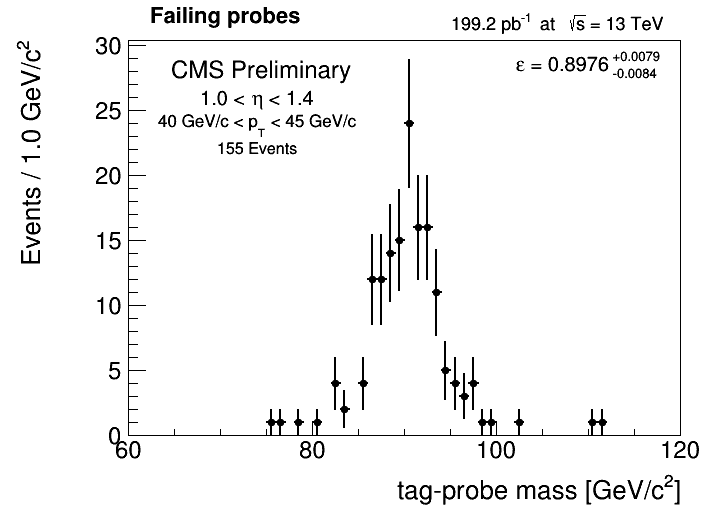 Failing probes
199.2 pb⁻¹ at √s = 13 TeV
CMS Preliminary
1.0 < η < 1.4
40 GeV/c < p_T < 45 GeV/c
155 Events
ε = 0.8976 +0.0079 -0.0084
Events / 1.0 GeV/c²
30
25
20
15
10
5
0
60 80 100 120
tag-probe mass [GeV/c²]